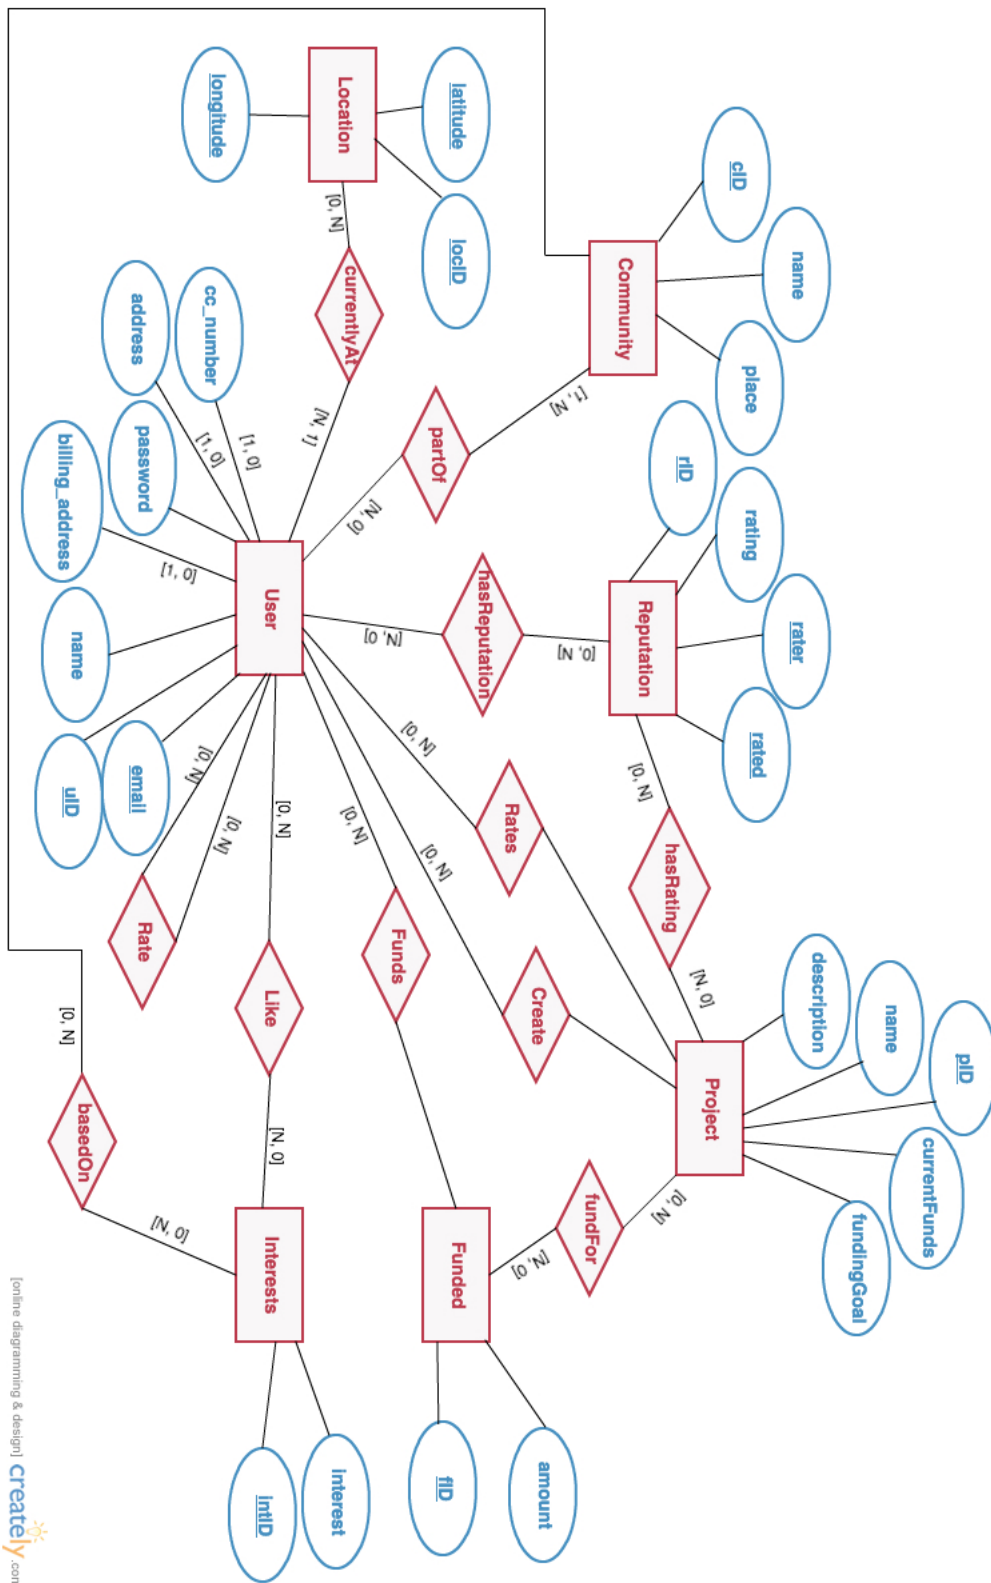 Location
longitude
latitude
locID
[0, N]
currentlyAt
[N, 1]
cID
name
place
Community
[1, N]
partOf
[N, 0]
address
cc_number
password
billing_address
[1, 0]
[1, 0]
[1, 0]
name
uID
email
User
rID
rating
rater
rated
Reputation
[0, N]
hasReputation
[N, 0]
[0, N]
hasRating
[N, 0]
[0, N]
Rates
[0, N]
Create
[0, N]
Funds
[0, N]
Like
[N, 0]
[0, N]
[0, N]
Rate
description
name
pID
currentFunds
fundingGoal
Project
[0, N]
fundFor
[N, 0]
Funded
fID
amount
Interests
interest
intID
[0, N]
basedOn
[N, 0]
[online diagramming & design] creately.com